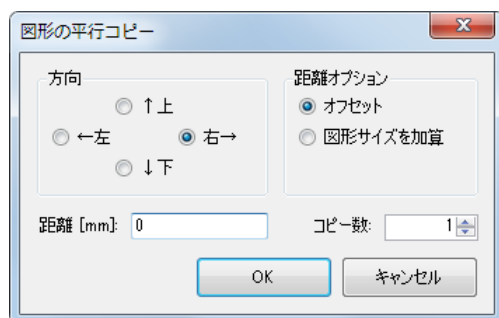 図形の平行コピー
方向
↑上
←左
右→
↓下
距離オプション
オフセット
図形サイズを加算
距離 [mm]: 0
コピー数: 1
OK
キャンセル